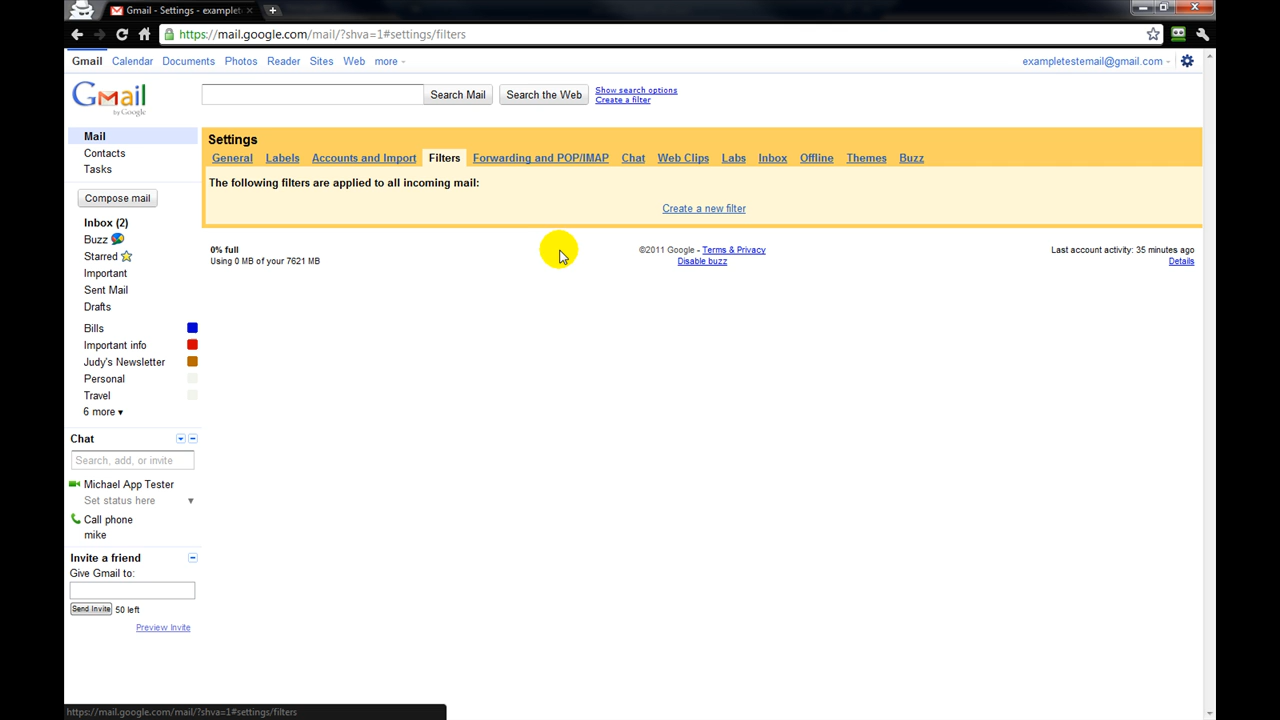 Gmail - Settings - example
https://mail.google.com/mail/?shva=1#settings/filters
Gmail Calendar Documents Photos Reader Sites Web more
exampletestemail@gmail.com
Gmail
by Google
Search Mail
Search the Web
Show search options
Create a filter
Mail
Contacts
Tasks
Compose mail
Inbox (2)
Buzz
Starred
Important
Sent Mail
Drafts
Bills
Important info
Judy's Newsletter
Personal
Travel
6 more ▾
Chat
Search, add, or invite
Michael App Tester
Set status here
Call phone
mike
Invite a friend
Give Gmail to:
Send Invite 50 left
Preview Invite
Settings
General Labels Accounts and Import Filters Forwarding and POP/IMAP Chat Web Clips Labs Inbox Offline Themes Buzz
The following filters are applied to all incoming mail:
Create a new filter
0% full
Using 0 MB of your 7621 MB
©2011 Google - Terms & Privacy
Disable buzz
Last account activity: 35 minutes ago
Details
https://mail.google.com/mail/?shva=1#settings/filters